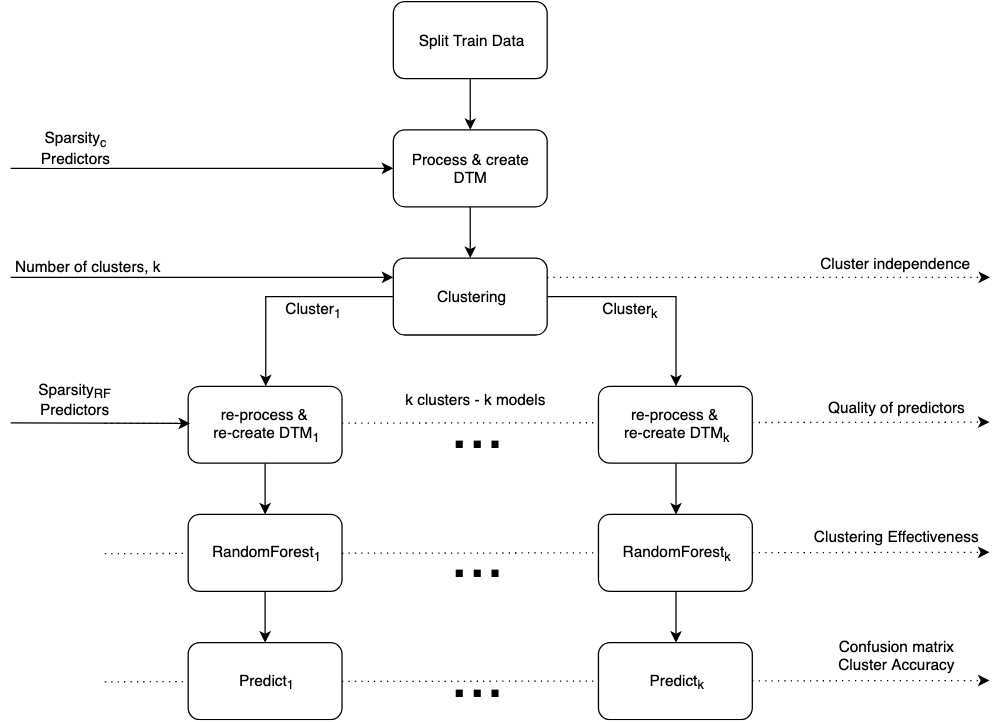 Split Train Data
Sparsity_c
Predictors
Process & create
DTM
Number of clusters, k
Clustering
Cluster independence
Cluster_1
Cluster_k
Sparsity_RF
Predictors
re-process &
re-create DTM_1
k clusters - k models
re-process &
re-create DTM_k
Quality of predictors
RandomForest_1
RandomForest_k
Clustering Effectiveness
Predict_1
Predict_k
Confusion matrix
Cluster Accuracy